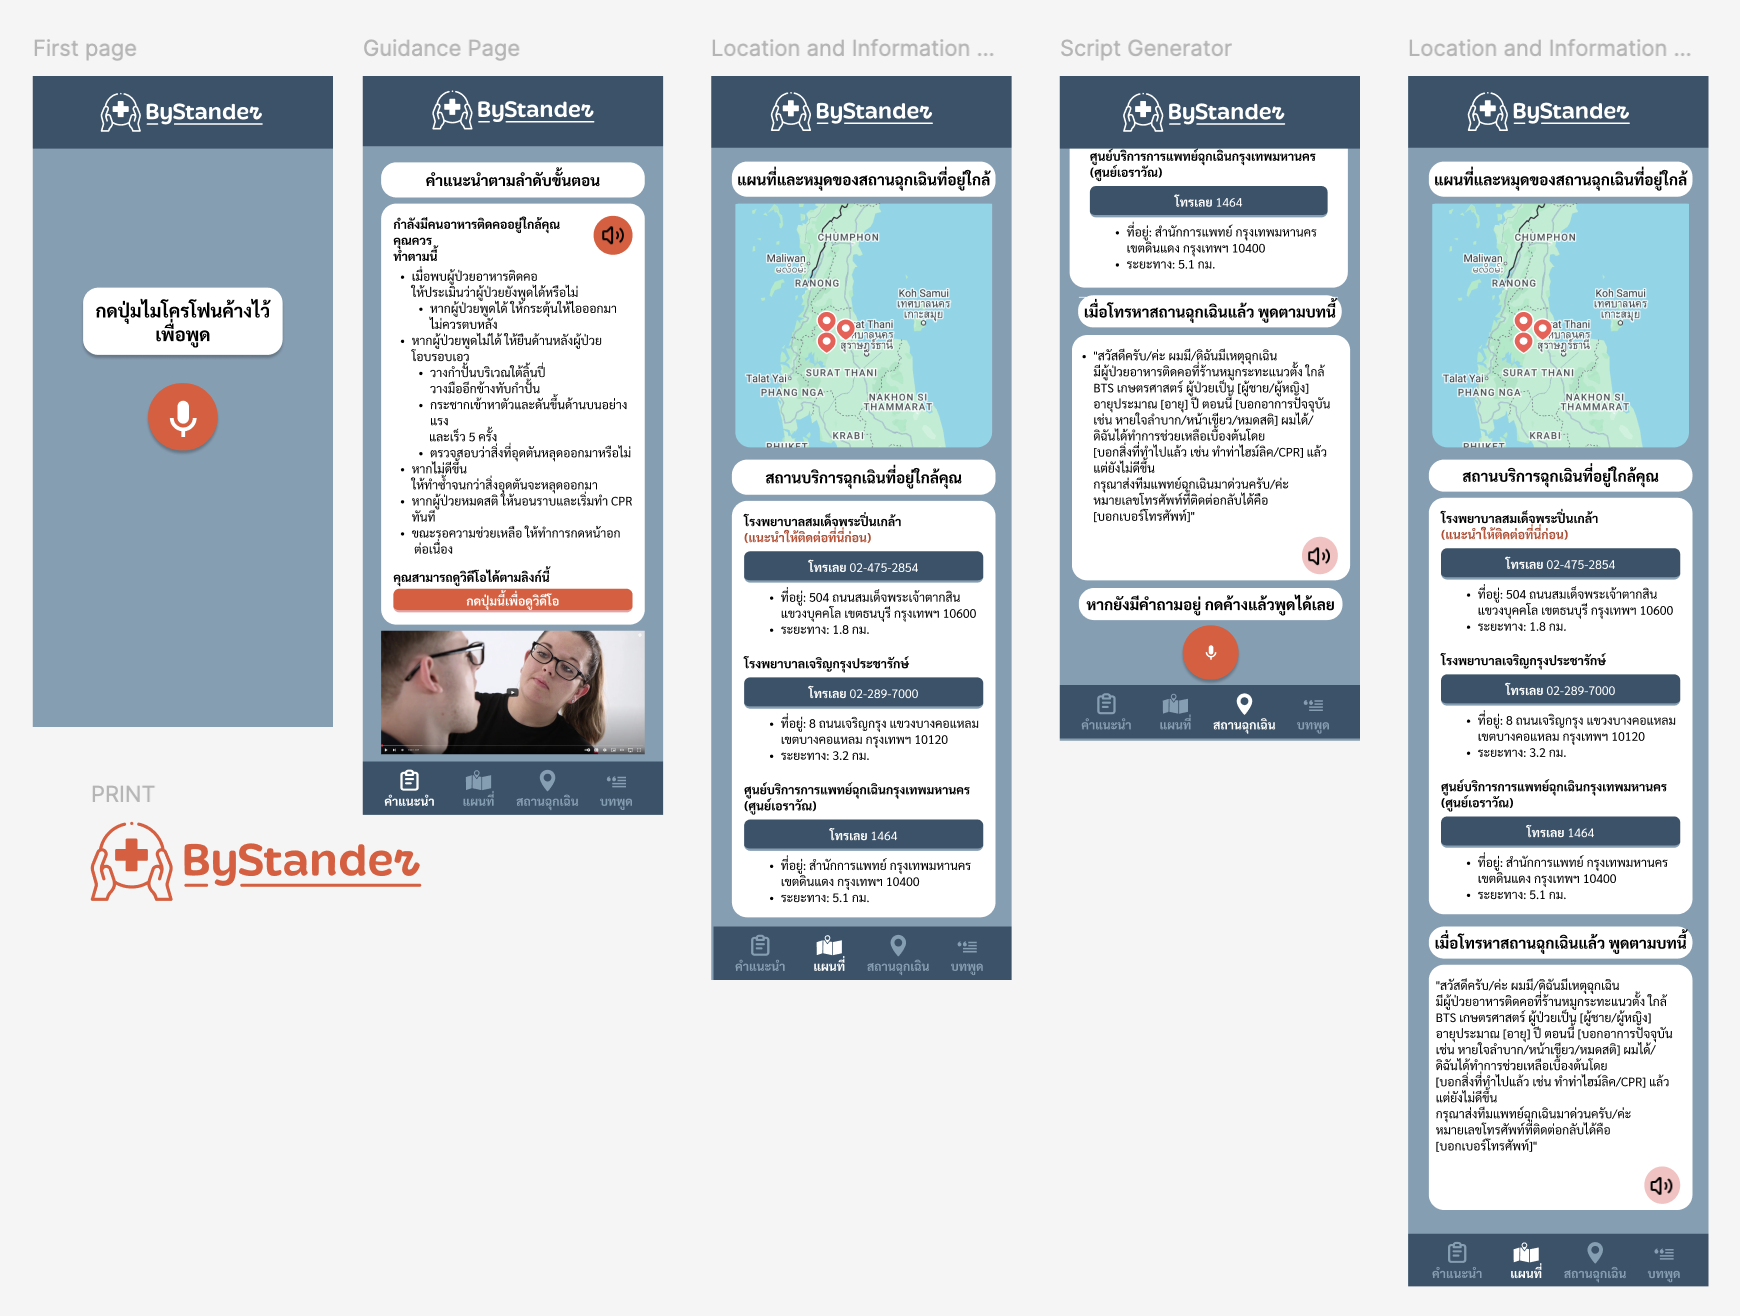 First page
ByStander
กดปุ่มไมโครโฟนค้างไว้
เพื่อพูด
PRINT
ByStander
Guidance Page
ByStander
คำแนะนำตามลำดับขั้นตอน
กำลังมีคนอาหารติดคออยู่ใกล้คุณ
คุณควร
ทำตามนี้
• เมื่อพบผู้ป่วยอาหารติดคอ
ให้ประเมินว่าผู้ป่วยยังพูดได้หรือไม่
• หากผู้ป่วยพูดได้ ให้กระตุ้นให้ไอออกมา
ไม่ควรตบหลัง
• หากผู้ป่วยพูดไม่ได้ ให้ยืนด้านหลังผู้ป่วย
โอบรอบเอว
• วางกำปั้นบริเวณใต้ลิ้นปี่
วางมืออีกข้างทับกำปั้น
• กระชากเข้าหาตัวและดันขึ้นด้านบนอย่าง
แรง
และเร็ว 5 ครั้ง
• ตรวจสอบว่าสิ่งที่อุดตันหลุดออกมาหรือไม่
• หากไม่ดีขึ้น
ให้ทำซ้ำจนกว่าสิ่งอุดตันจะหลุดออกมา
• หากผู้ป่วยหมดสติ ให้นอนราบและเริ่มทำ CPR
ทันที
• ขณะรอความช่วยเหลือ ให้ทำการกดหน้าอก
ต่อเนื่อง
คุณสามารถดูวิดีโอได้ตามลิงก์นี้
กดปุ่มนี้เพื่อดูวิดีโอ
คำแนะนำ แผนที่ สถานฉุกเฉิน บทพูด
Location and Information ...
ByStander
แผนที่และหมุดของสถานฉุกเฉินที่อยู่ใกล้
CHUMPHON
Maliwan
RANONG
Koh Samui
เทศบาลนคร
เกาะสมุย
at Thani
บาลนคร
สุราษฎร์ธานี
SURAT THANI
Talat Yai
PHANG NGA
NAKHON SI
THAMMARAT
KRABI
PHUKET
สถานบริการฉุกเฉินที่อยู่ใกล้คุณ
โรงพยาบาลสมเด็จพระปิ่นเกล้า
(แนะนำให้ติดต่อที่นี่ก่อน)
โทรเลย 02-475-2854
• ที่อยู่: 504 ถนนสมเด็จพระเจ้าตากสิน
แขวงบุคคโล เขตธนบุรี กรุงเทพฯ 10600
• ระยะทาง: 1.8 กม.
โรงพยาบาลเจริญกรุงประชารักษ์
โทรเลย 02-289-7000
• ที่อยู่: 8 ถนนเจริญกรุง แขวงบางคอแหลม
เขตบางคอแหลม กรุงเทพฯ 10120
• ระยะทาง: 3.2 กม.
ศูนย์บริการการแพทย์ฉุกเฉินกรุงเทพมหานคร
(ศูนย์เอราวัณ)
โทรเลย 1464
• ที่อยู่: สำนักการแพทย์ กรุงเทพมหานคร
เขตดินแดง กรุงเทพฯ 10400
• ระยะทาง: 5.1 กม.
คำแนะนำ แผนที่ สถานฉุกเฉิน บทพูด
Script Generator
ByStander
ศูนย์บริการการแพทย์ฉุกเฉินกรุงเทพมหานคร
(ศูนย์เอราวัณ)
โทรเลย 1464
• ที่อยู่: สำนักการแพทย์ กรุงเทพมหานคร
เขตดินแดง กรุงเทพฯ 10400
• ระยะทาง: 5.1 กม.
เมื่อโทรหาสถานฉุกเฉินแล้ว พูดตามบทนี้
• "สวัสดีครับ/ค่ะ ผมมี/ดิฉันมีเหตุฉุกเฉิน
มีผู้ป่วยอาหารติดคอที่ร้านหมูกระทะแนวตั้ง ใกล้
BTS เกษตรศาสตร์ ผู้ป่วยเป็น [ผู้ชาย/ผู้หญิง]
อายุประมาณ [อายุ] ปี ตอนนี้ [บอกอาการปัจจุบัน
เช่น หายใจลำบาก/หน้าเขียว/หมดสติ] ผมได้/
ดิฉันได้ทำการช่วยเหลือเบื้องต้นโดย
[บอกสิ่งที่ทำไปแล้ว เช่น ทำท่าไฮม์ลิค/CPR] แล้ว
แต่ยังไม่ดีขึ้น
กรุณาส่งทีมแพทย์ฉุกเฉินมาด่วนครับ/ค่ะ
หมายเลขโทรศัพท์ที่ติดต่อกลับได้คือ
[บอกเบอร์โทรศัพท์]"
หากยังมีคำถามอยู่ กดค้างแล้วพูดได้เลย
คำแนะนำ แผนที่ สถานฉุกเฉิน บทพูด
Location and Information ...
ByStander
แผนที่และหมุดของสถานฉุกเฉินที่อยู่ใกล้
CHUMPHON
Maliwan
RANONG
Koh Samui
เทศบาลนคร
เกาะสมุย
at Thani
บาลนคร
สุราษฎร์ธานี
SURAT THANI
Talat Yai
PHANG NGA
NAKHON SI
THAMMARAT
KRABI
PHUKET
สถานบริการฉุกเฉินที่อยู่ใกล้คุณ
โรงพยาบาลสมเด็จพระปิ่นเกล้า
(แนะนำให้ติดต่อที่นี่ก่อน)
โทรเลย 02-475-2854
• ที่อยู่: 504 ถนนสมเด็จพระเจ้าตากสิน
แขวงบุคคโล เขตธนบุรี กรุงเทพฯ 10600
• ระยะทาง: 1.8 กม.
โรงพยาบาลเจริญกรุงประชารักษ์
โทรเลย 02-289-7000
• ที่อยู่: 8 ถนนเจริญกรุง แขวงบางคอแหลม
เขตบางคอแหลม กรุงเทพฯ 10120
• ระยะทาง: 3.2 กม.
ศูนย์บริการการแพทย์ฉุกเฉินกรุงเทพมหานคร
(ศูนย์เอราวัณ)
โทรเลย 1464
• ที่อยู่: สำนักการแพทย์ กรุงเทพมหานคร
เขตดินแดง กรุงเทพฯ 10400
• ระยะทาง: 5.1 กม.
เมื่อโทรหาสถานฉุกเฉินแล้ว พูดตามบทนี้
"สวัสดีครับ/ค่ะ ผมมี/ดิฉันมีเหตุฉุกเฉิน
มีผู้ป่วยอาหารติดคอที่ร้านหมูกระทะแนวตั้ง ใกล้
BTS เกษตรศาสตร์ ผู้ป่วยเป็น [ผู้ชาย/ผู้หญิง]
อายุประมาณ [อายุ] ปี ตอนนี้ [บอกอาการปัจจุบัน
เช่น หายใจลำบาก/หน้าเขียว/หมดสติ] ผมได้/
ดิฉันได้ทำการช่วยเหลือเบื้องต้นโดย
[บอกสิ่งที่ทำไปแล้ว เช่น ทำท่าไฮม์ลิค/CPR] แล้ว
แต่ยังไม่ดีขึ้น
กรุณาส่งทีมแพทย์ฉุกเฉินมาด่วนครับ/ค่ะ
หมายเลขโทรศัพท์ที่ติดต่อกลับได้คือ
[บอกเบอร์โทรศัพท์]"
คำแนะนำ แผนที่ สถานฉุกเฉิน บทพูด